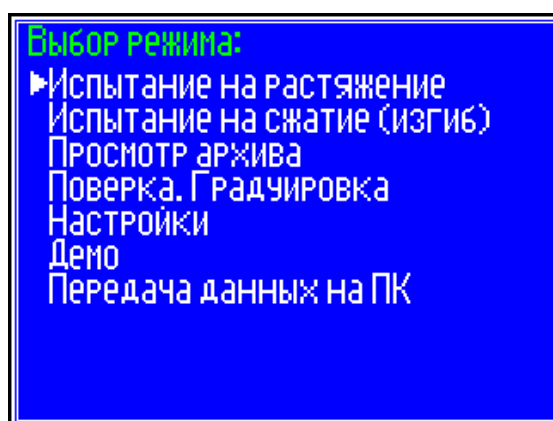 Выбор режима:
Испытание на растяжение
Испытание на сжатие (изгиб)
Просмотр архива
Поверка. Градуировка
Настройки
Демо
Передача данных на ПК